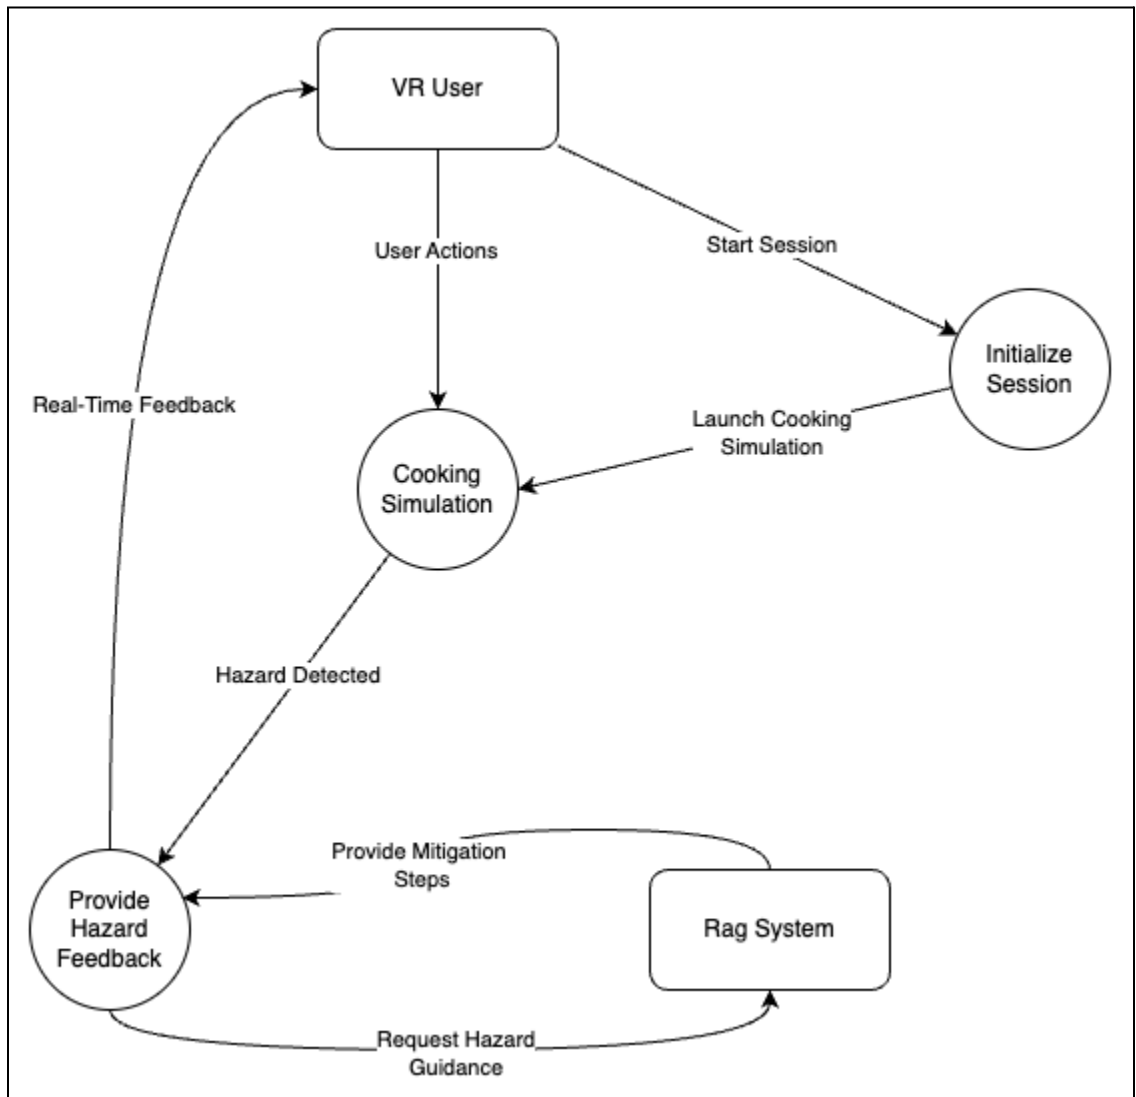 VR User
User Actions
Start Session
Initialize
Session
Real-Time Feedback
Launch Cooking
Simulation
Cooking
Simulation
Hazard Detected
Provide Mitigation
Steps
Provide
Hazard
Feedback
Rag System
Request Hazard
Guidance